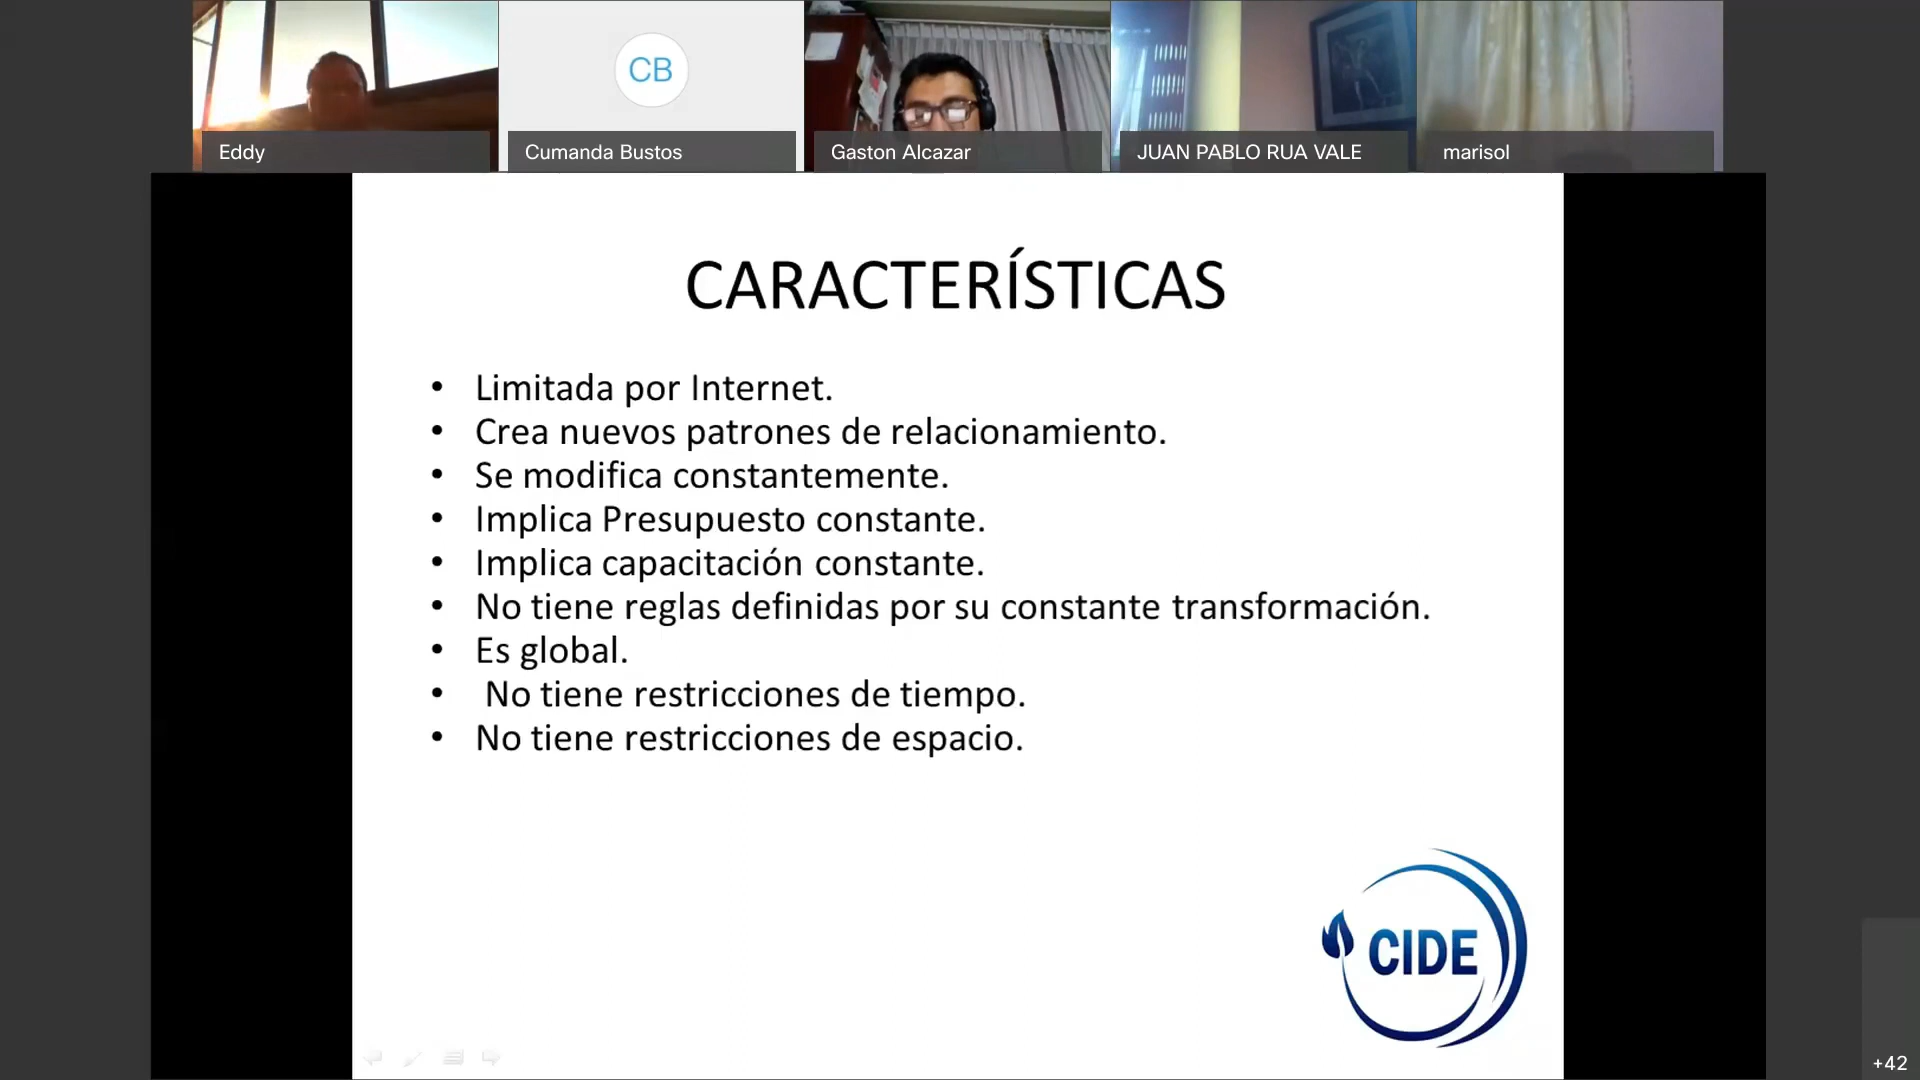 CB
Eddy
Cumanda Bustos
Gaston Alcazar
JUAN PABLO RUA VALE
marisol
CARACTERÍSTICAS
• Limitada por Internet.
• Crea nuevos patrones de relacionamiento.
• Se modifica constantemente.
• Implica Presupuesto constante.
• Implica capacitación constante.
• No tiene reglas definidas por su constante transformación.
• Es global.
• No tiene restricciones de tiempo.
• No tiene restricciones de espacio.
CIDE
+42